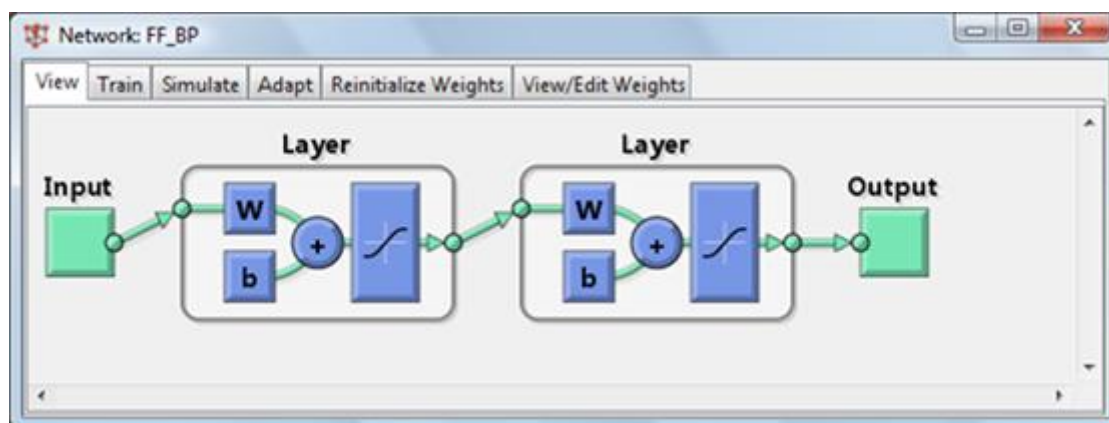 Network: FF_BP
View Train Simulate Adapt Reinitialize Weights View/Edit Weights
Layer Layer
Input Output
W W
+ +
b b